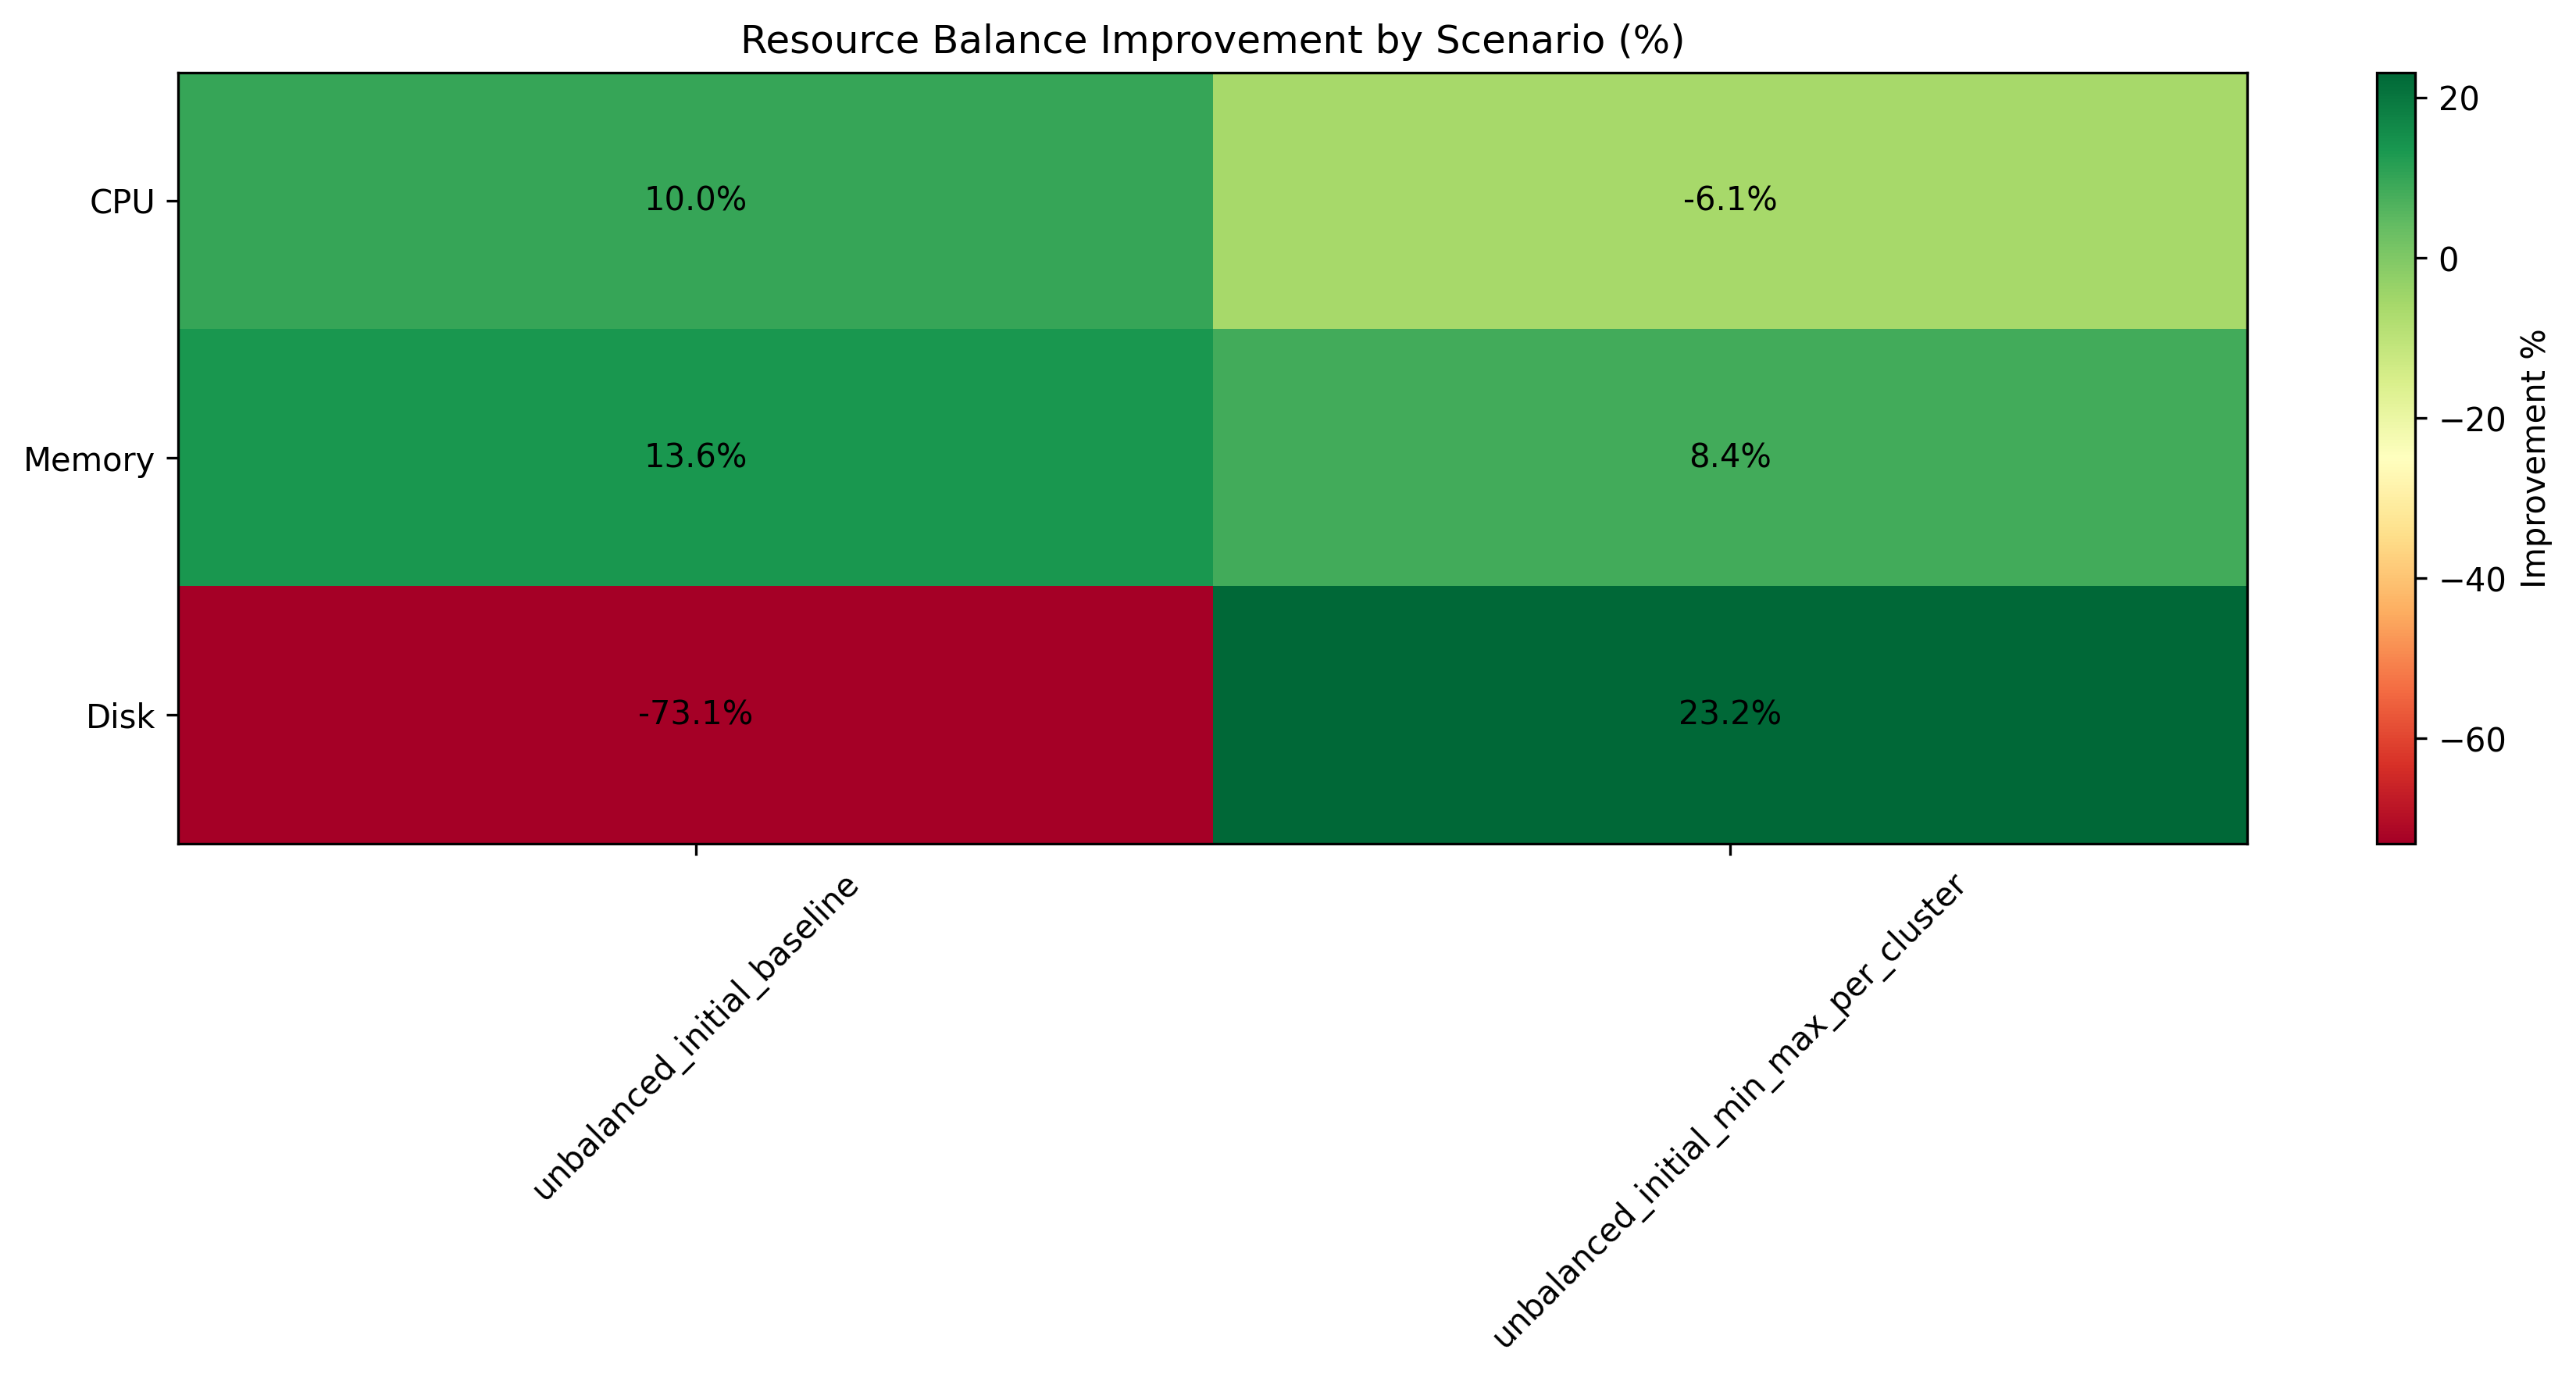 Resource Balance Improvement by Scenario (%)
CPU
10.0%
-6.1%
Memory
13.6%
8.4%
Disk
-73.1%
23.2%
unbalanced_initial_baseline
unbalanced_initial_min_max_per_cluster
20
0
−20
−40
−60
Improvement %